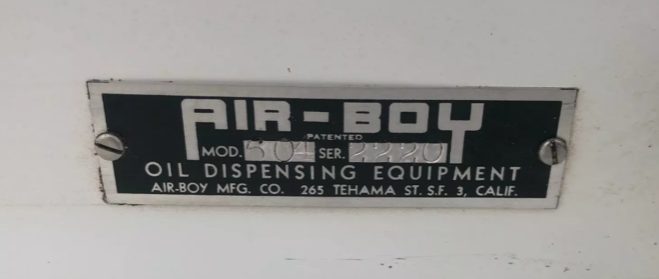 AIR-BOY
PATENTED
MOD. 504 SER. 2220
OIL DISPENSING EQUIPMENT
AIR-BOY MFG. CO. 265 TEHAMA ST. S.F. 3, CALIF.